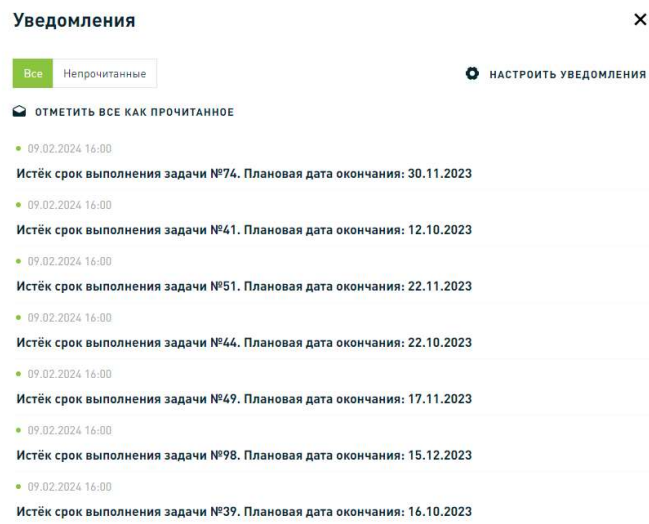 Уведомления
Все Непрочитанные
НАСТРОИТЬ УВЕДОМЛЕНИЯ
ОТМЕТИТЬ ВСЕ КАК ПРОЧИТАННОЕ
09.02.2024 16:00
Истёк срок выполнения задачи №74. Плановая дата окончания: 30.11.2023
09.02.2024 16:00
Истёк срок выполнения задачи №41. Плановая дата окончания: 12.10.2023
09.02.2024 16:00
Истёк срок выполнения задачи №51. Плановая дата окончания: 22.11.2023
09.02.2024 16:00
Истёк срок выполнения задачи №44. Плановая дата окончания: 22.10.2023
09.02.2024 16:00
Истёк срок выполнения задачи №49. Плановая дата окончания: 17.11.2023
09.02.2024 16:00
Истёк срок выполнения задачи №98. Плановая дата окончания: 15.12.2023
09.02.2024 16:00
Истёк срок выполнения задачи №39. Плановая дата окончания: 16.10.2023